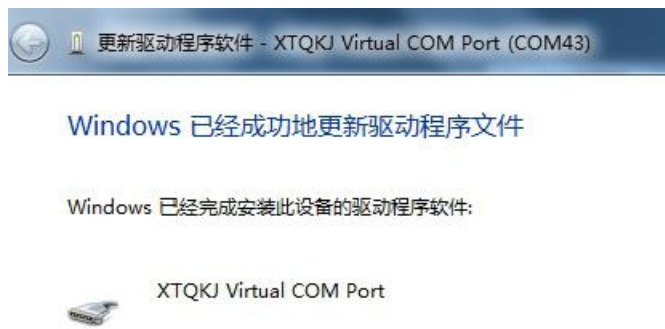 更新驱动程序软件 - XTQKJ Virtual COM Port (COM43)
Windows 已经成功地更新驱动程序文件
Windows 已经完成安装此设备的驱动程序软件:
XTQKJ Virtual COM Port